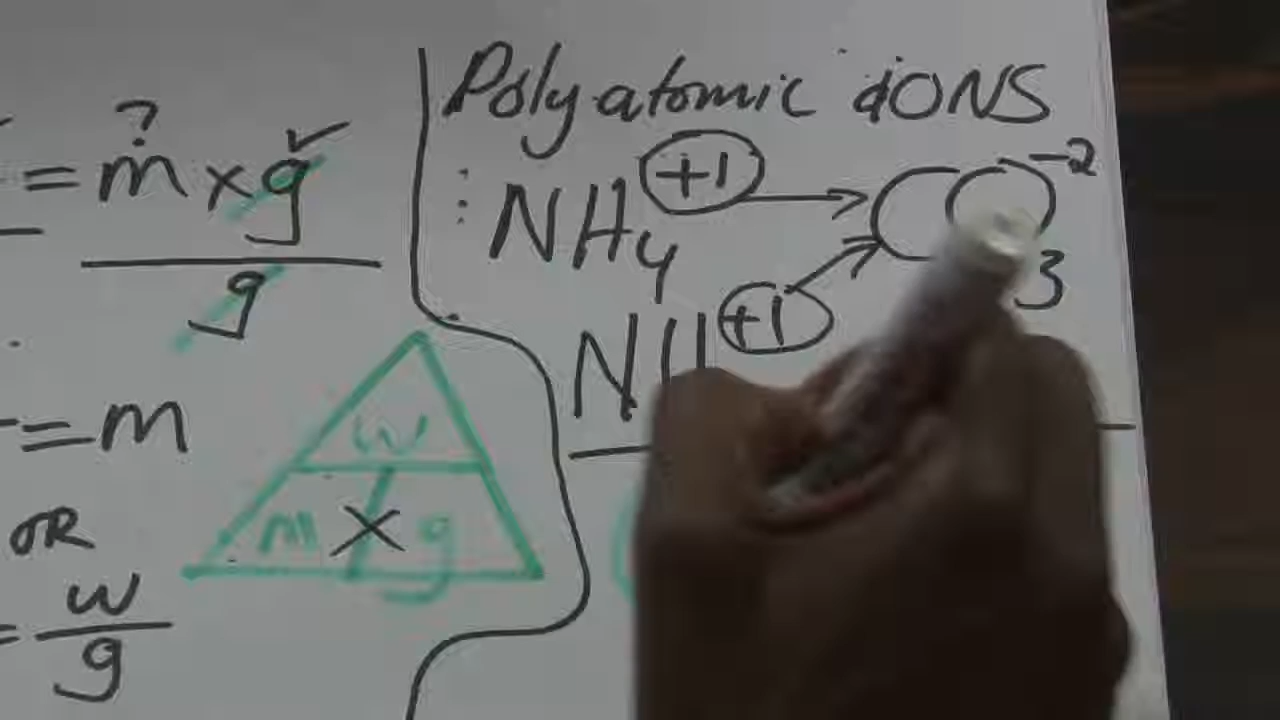 = m? x g ✓
g
= m
OR
= w
g
w
m x g
Polyatomic iONS
: NH4 +1 → CO3 -2
NH +1